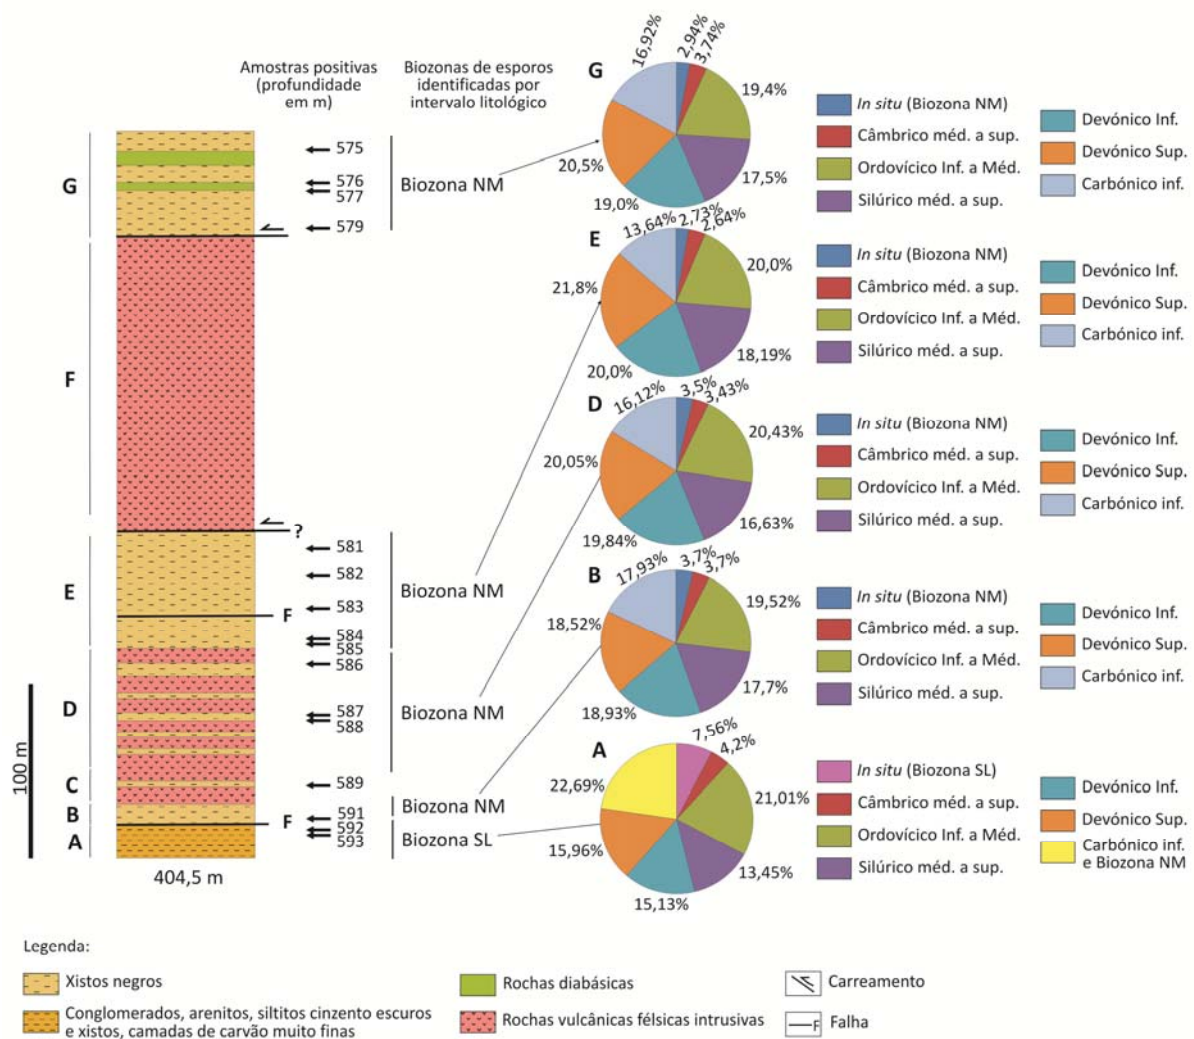 Amostras positivas
(profundidade
em m)
Biozonas de esporos
identificadas por
intervalo litológico
G
575
576
577
579
Biozona NM
F
?
E
581
582
583
F
584
585
Biozona NM
D
586
587
588
Biozona NM
C
589
B
591
Biozona NM
F
A
592
593
Biozona SL
100 m
404,5 m
G
16,92%
2,94%
3,74%
19,4%
17,5%
19,0%
20,5%
In situ (Biozona NM)
Câmbrico méd. a sup.
Ordovícico Inf. a Méd.
Silúrico méd. a sup.
Devónico Inf.
Devónico Sup.
Carbónico inf.
E
13,64%
2,73%
2,64%
20,0%
18,19%
20,0%
21,8%
In situ (Biozona NM)
Câmbrico méd. a sup.
Ordovícico Inf. a Méd.
Silúrico méd. a sup.
Devónico Inf.
Devónico Sup.
Carbónico inf.
D
16,12%
3,5%
3,43%
20,43%
16,63%
19,84%
20,05%
In situ (Biozona NM)
Câmbrico méd. a sup.
Ordovícico Inf. a Méd.
Silúrico méd. a sup.
Devónico Inf.
Devónico Sup.
Carbónico inf.
B
17,93%
3,7%
3,7%
19,52%
17,7%
18,93%
18,52%
In situ (Biozona NM)
Câmbrico méd. a sup.
Ordovícico Inf. a Méd.
Silúrico méd. a sup.
Devónico Inf.
Devónico Sup.
Carbónico inf.
A
7,56%
4,2%
21,01%
13,45%
15,13%
15,96%
22,69%
In situ (Biozona SL)
Câmbrico méd. a sup.
Ordovícico Inf. a Méd.
Silúrico méd. a sup.
Devónico Inf.
Devónico Sup.
Carbónico inf.
e Biozona NM
Legenda:
Xistos negros
Conglomerados, arenitos, siltitos cinzento escuros
e xistos, camadas de carvão muito finas
Rochas diabásicas
Rochas vulcânicas félsicas intrusivas
Carreamento
F
Falha